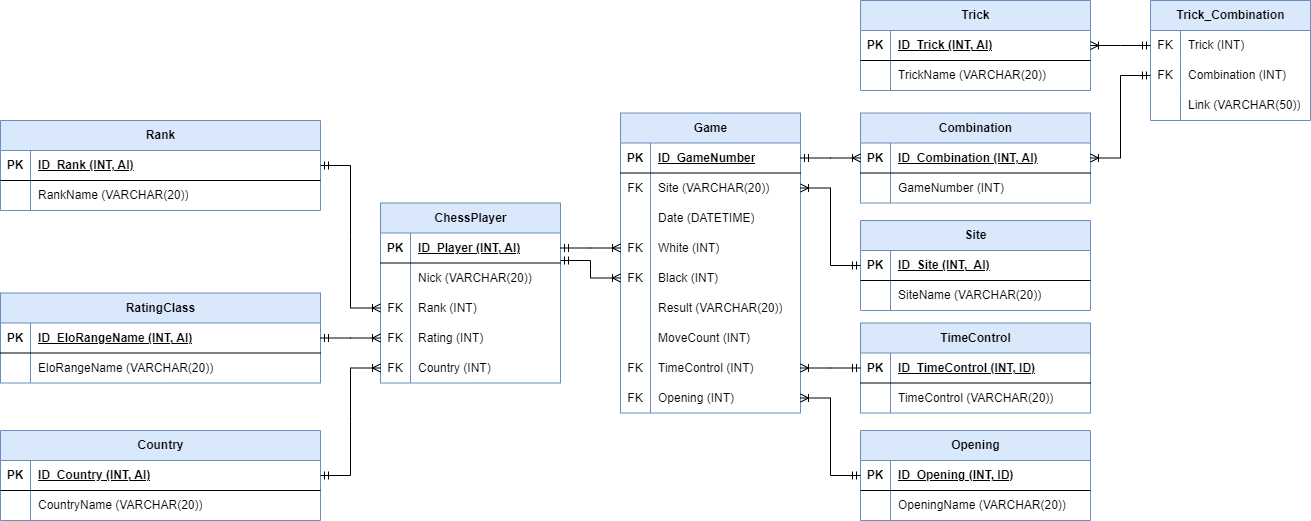 Trick
PK ID_Trick (INT, AI)
TrickName (VARCHAR(20))
Trick_Combination
FK Trick (INT)
FK Combination (INT)
Link (VARCHAR(50))
Rank
PK ID_Rank (INT, AI)
RankName (VARCHAR(20))
Game
PK ID_GameNumber
FK Site (VARCHAR(20))
Date (DATETIME)
FK White (INT)
FK Black (INT)
Result (VARCHAR(20))
MoveCount (INT)
FK TimeControl (INT)
FK Opening (INT)
Combination
PK ID_Combination (INT, AI)
GameNumber (INT)
ChessPlayer
PK ID_Player (INT, AI)
Nick (VARCHAR(20))
FK Rank (INT)
FK Rating (INT)
FK Country (INT)
Site
PK ID_Site (INT, AI)
SiteName (VARCHAR(20))
RatingClass
PK ID_EloRangeName (INT, AI)
EloRangeName (VARCHAR(20))
TimeControl
PK ID_TimeControl (INT, ID)
TimeControl (VARCHAR(20))
Country
PK ID_Country (INT, AI)
CountryName (VARCHAR(20))
Opening
PK ID_Opening (INT, ID)
OpeningName (VARCHAR(20))